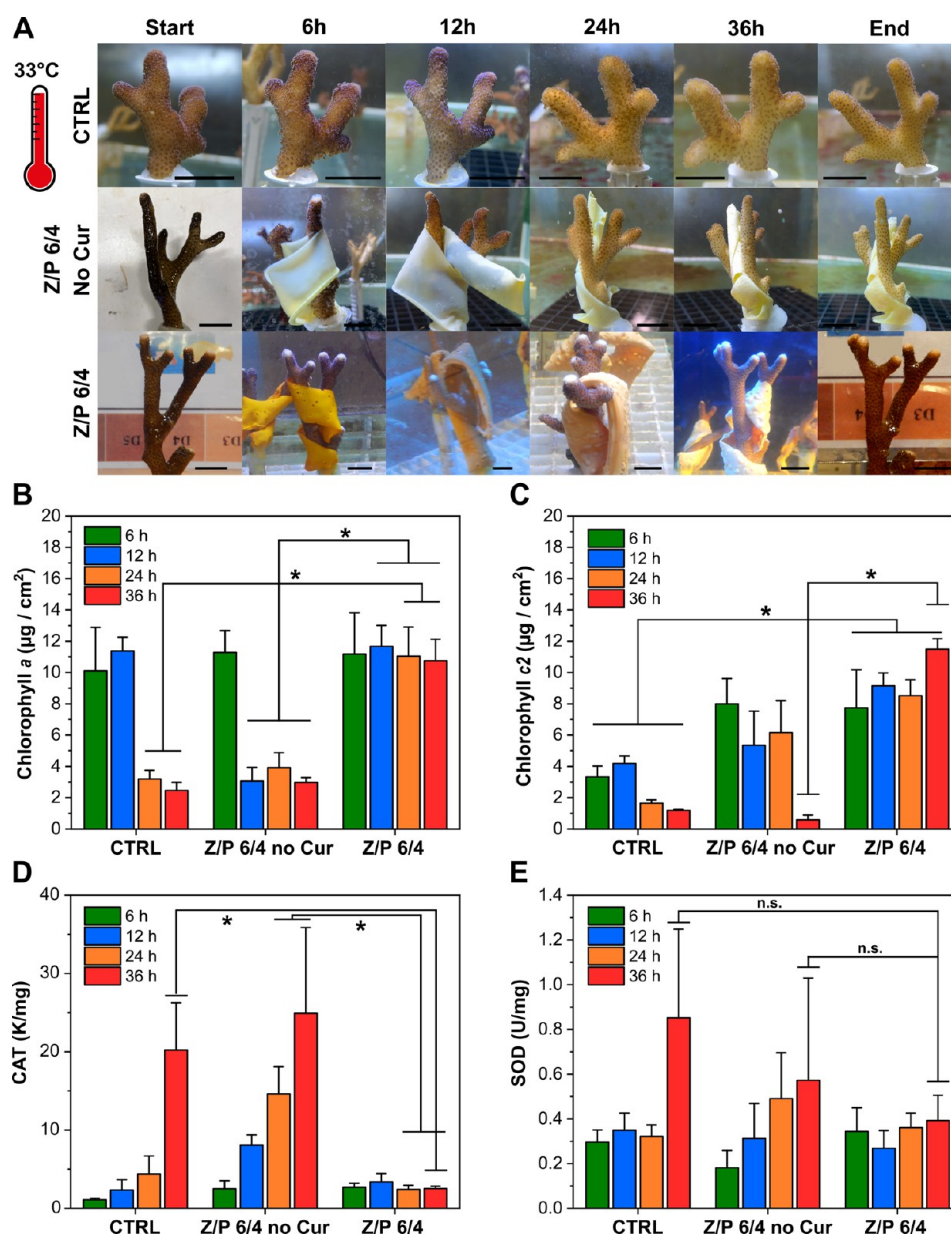 A
Start 6h 12h 24h 36h End
33°C
CTRL
Z/P 6/4
No Cur
Z/P 6/4
D5 D4 D3
D4
B
20
18
16
14
12
10
8
6
4
2
0
Chlorophyll a (µg / cm²)
6 h
12 h
24 h
36 h
*
*
CTRL Z/P 6/4 no Cur Z/P 6/4
C
20
18
16
14
12
10
8
6
4
2
0
Chlorophyll c2 (µg / cm²)
6 h
12 h
24 h
36 h
*
*
CTRL Z/P 6/4 no Cur Z/P 6/4
D
40
30
20
10
0
CAT (K/mg)
6 h
12 h
24 h
36 h
*
*
CTRL Z/P 6/4 no Cur Z/P 6/4
E
1.4
1.2
1.0
0.8
0.6
0.4
0.2
0.0
SOD (U/mg)
6 h
12 h
24 h
36 h
n.s.
n.s.
CTRL Z/P 6/4 no Cur Z/P 6/4